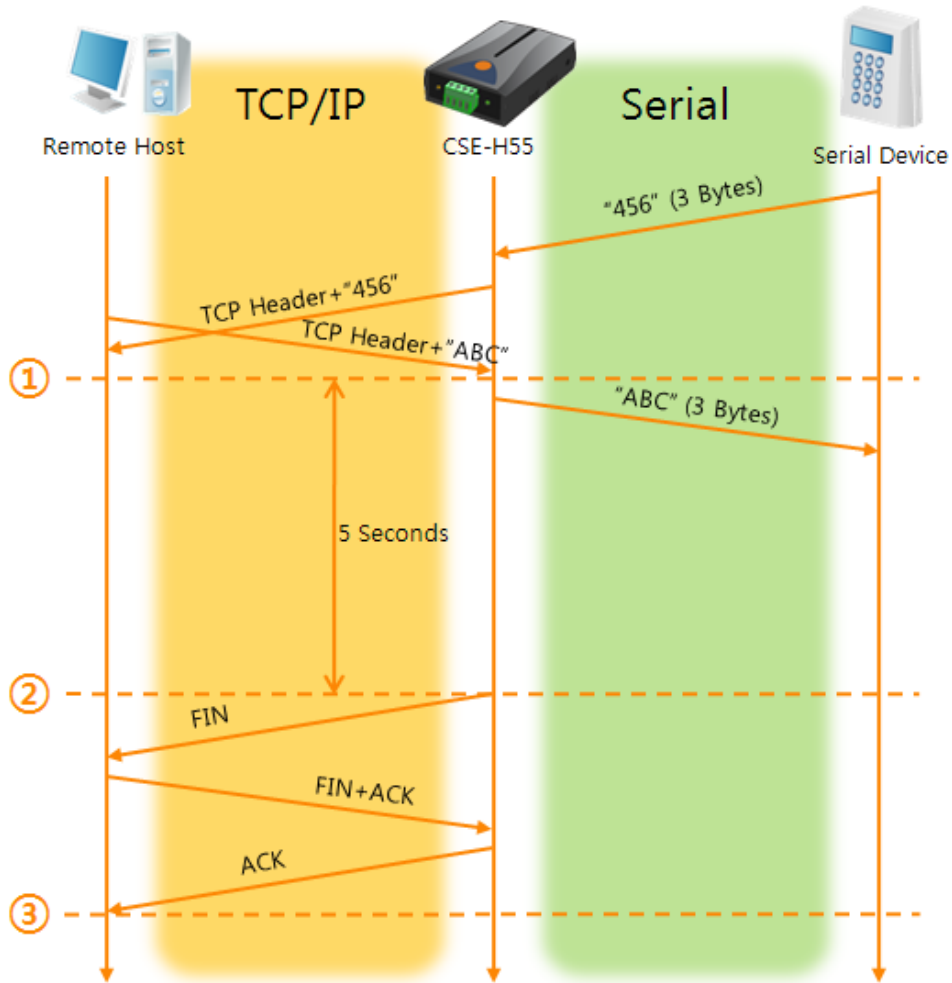 TCP/IP
Serial
Remote Host
CSE-H55
Serial Device
"456" (3 Bytes)
TCP Header+"456"
TCP Header+"ABC"
①
"ABC" (3 Bytes)
5 Seconds
②
FIN
FIN+ACK
ACK
③